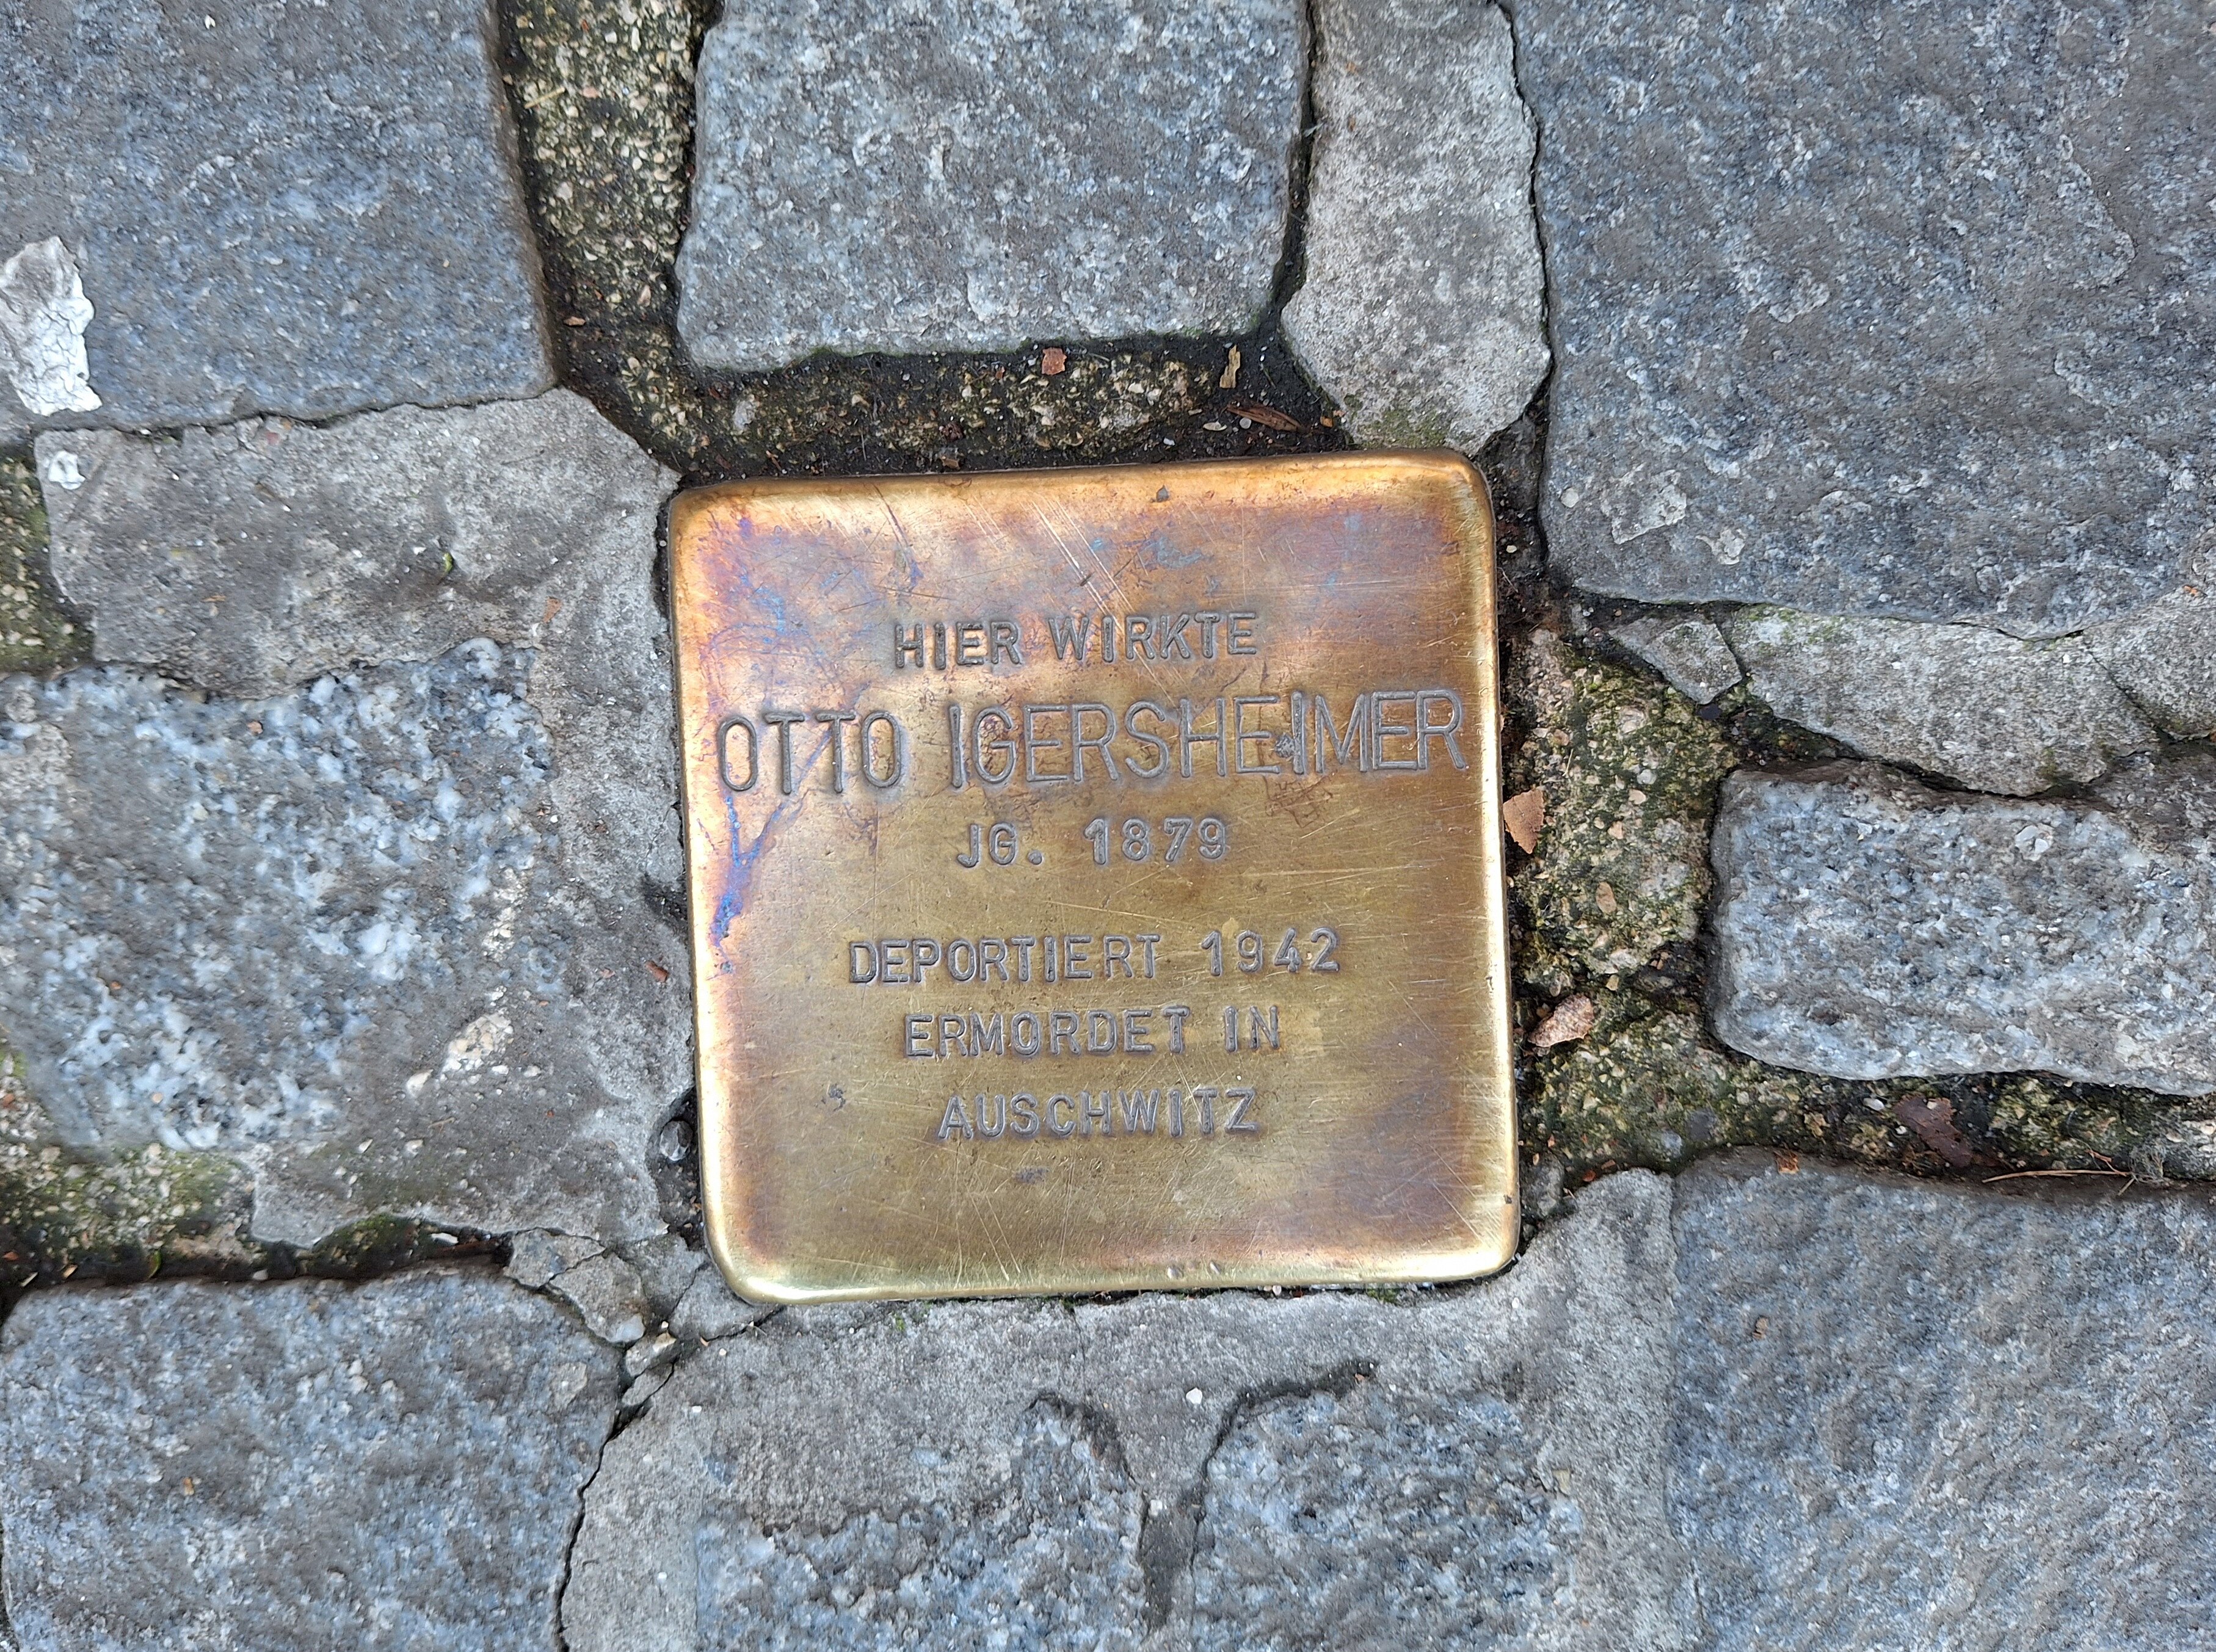 HIER WIRKTE
OTTO IGERSHEIMER
JG. 1879
DEPORTIERT 1942
ERMORDET IN
AUSCHWITZ